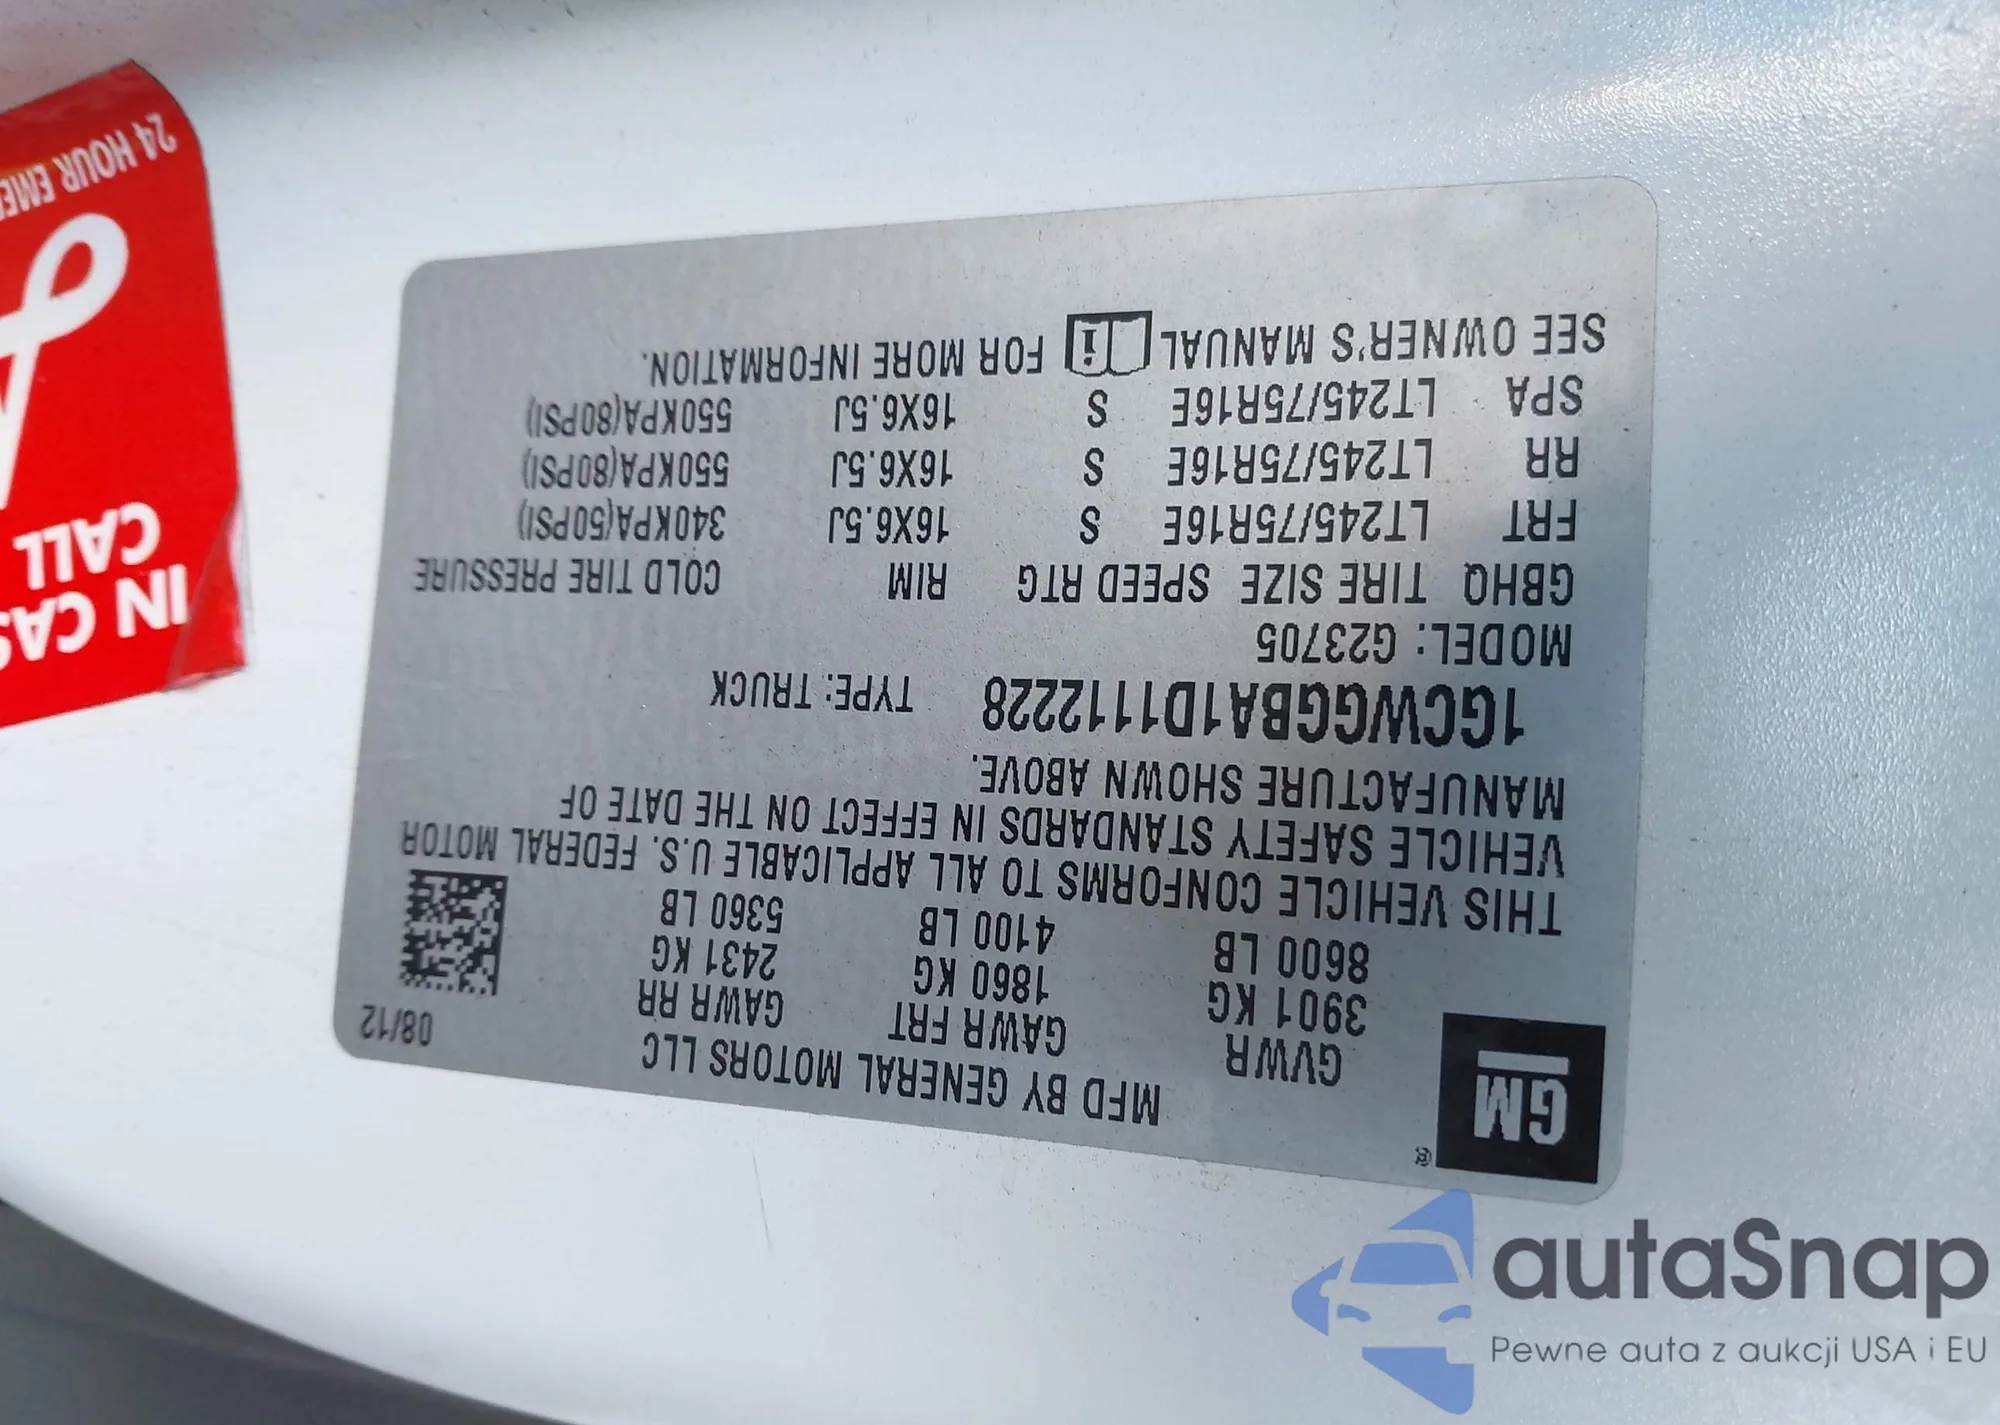 GM
®
MFD BY GENERAL MOTORS LLC
08/12
GVWR GAWR FRT GAWR RR
3901 KG 1860 KG 2431 KG
8600 LB 4100 LB 5360 LB
THIS VEHICLE CONFORMS TO ALL APPLICABLE U.S. FEDERAL MOTOR
VEHICLE SAFETY STANDARDS IN EFFECT ON THE DATE OF
MANUFACTURE SHOWN ABOVE.
1GCWGGBA1D1112228 TYPE: TRUCK
MODEL: G23705
GBHQ TIRE SIZE SPEED RTG RIM COLD TIRE PRESSURE
FRT LT245/75R16E S 16X6.5J 340KPA(50PSI)
RR LT245/75R16E S 16X6.5J 550KPA(80PSI)
SPA LT245/75R16E S 16X6.5J 550KPA(80PSI)
SEE OWNER'S MANUAL i FOR MORE INFORMATION.
IN CAS
CALL
24 HOUR EME
autaSnap
Pewne auta z aukcji USA i EU